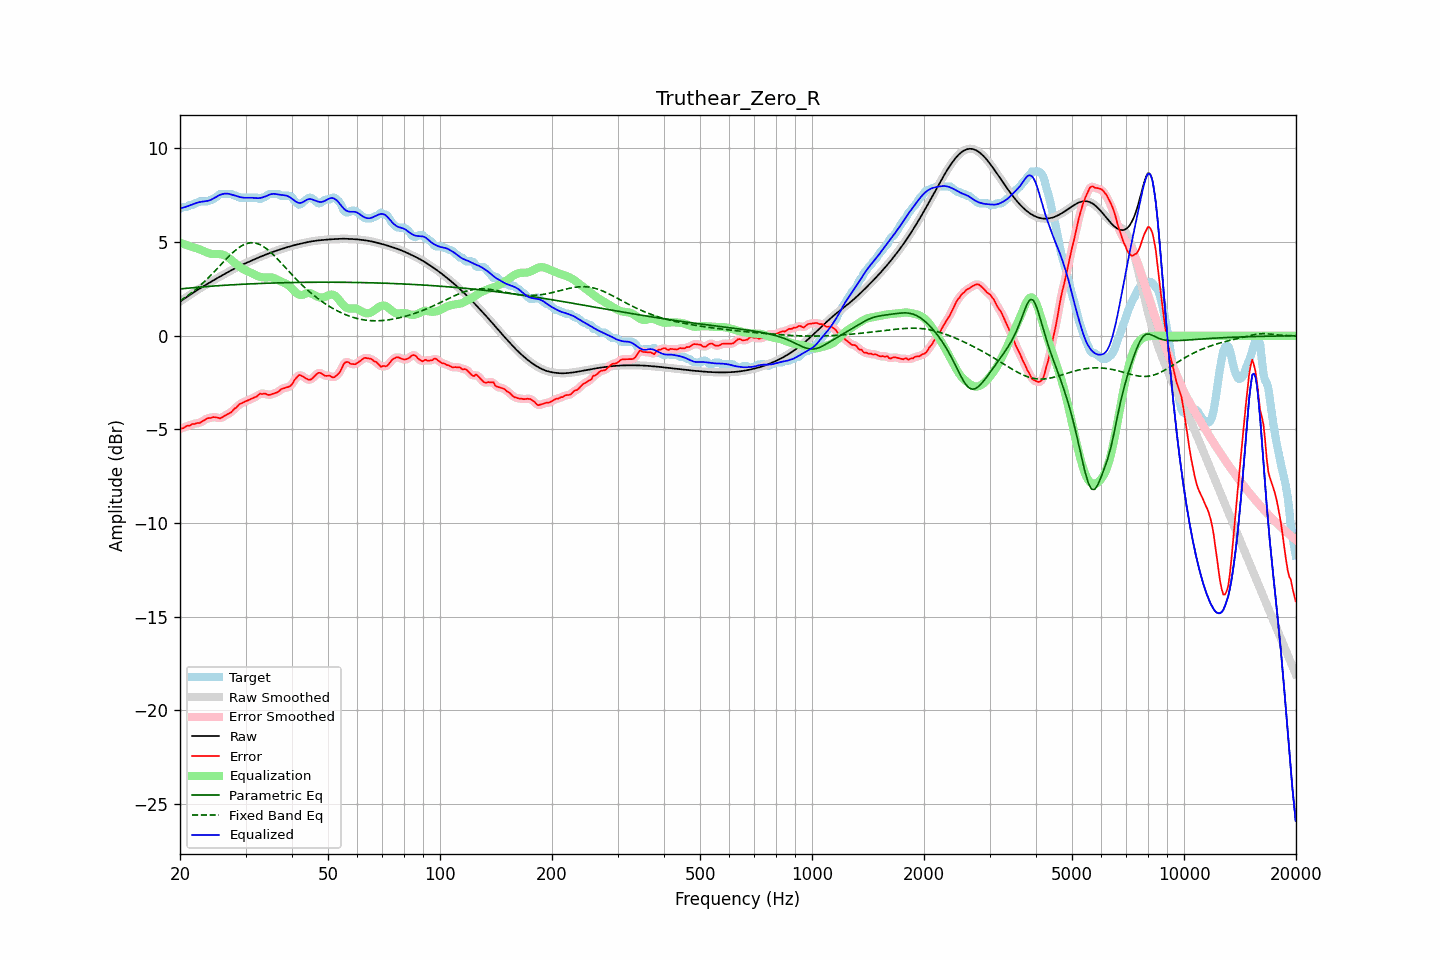 Truthear_Zero_R
Amplitude (dBr)
10
5
0
−5
−10
−15
−20
−25
Target
Raw Smoothed
Error Smoothed
Raw
Error
Equalization
Parametric Eq
Fixed Band Eq
Equalized
20 50 100 200 500 1000 2000 5000 10000 20000
Frequency (Hz)